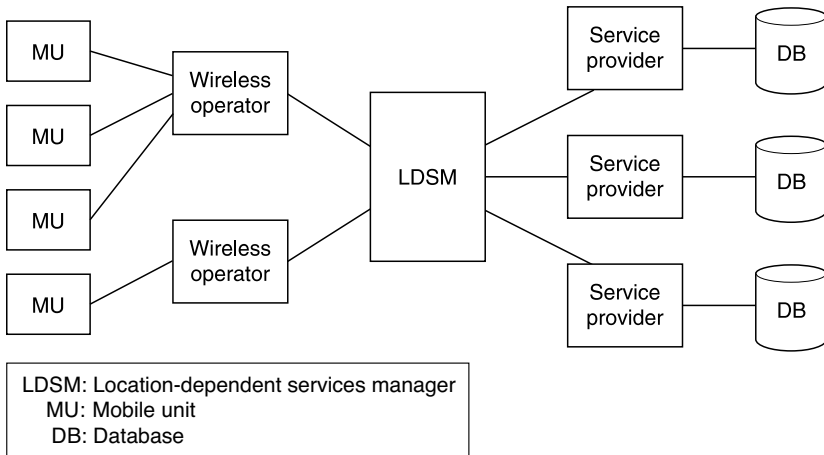 MU
MU
MU
MU
Wireless
operator
Wireless
operator
LDSM
Service
provider
Service
provider
Service
provider
DB
DB
DB
LDSM: Location-dependent services manager
MU: Mobile unit
DB: Database